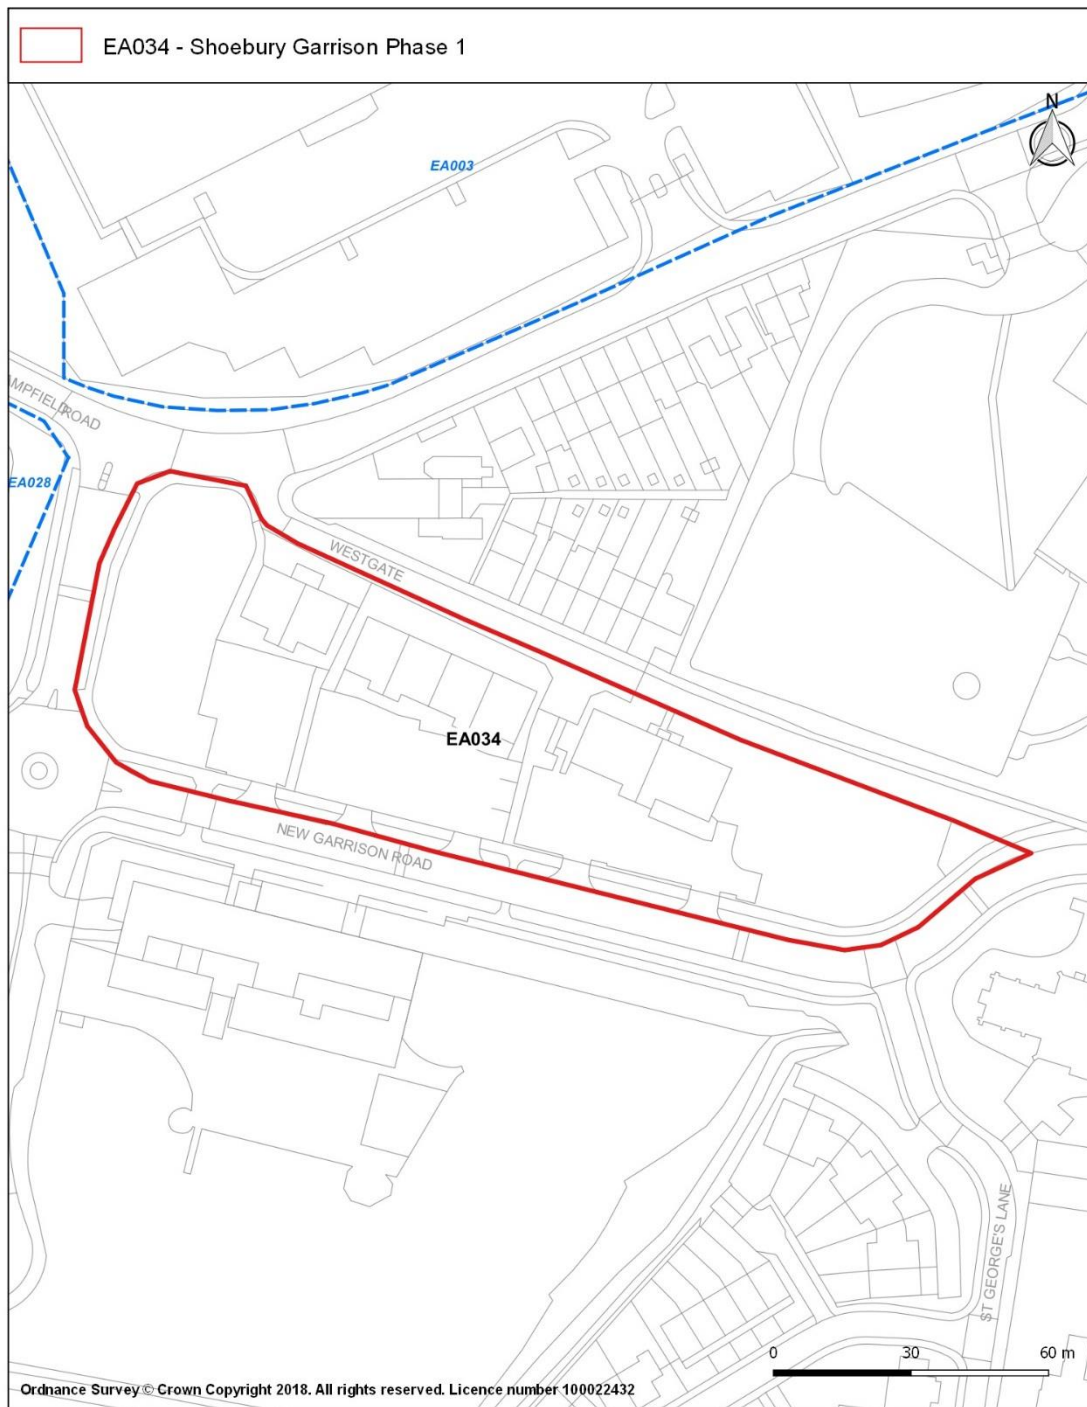 EA034 - Shoebury Garrison Phase 1
N
EA003
AMPFIELD ROAD
EA028
WESTGATE
EA034
NEW GARRISON ROAD
ST GEORGE'S LANE
0 30 60 m
Ordnance Survey © Crown Copyright 2018. All rights reserved. Licence number 100022432